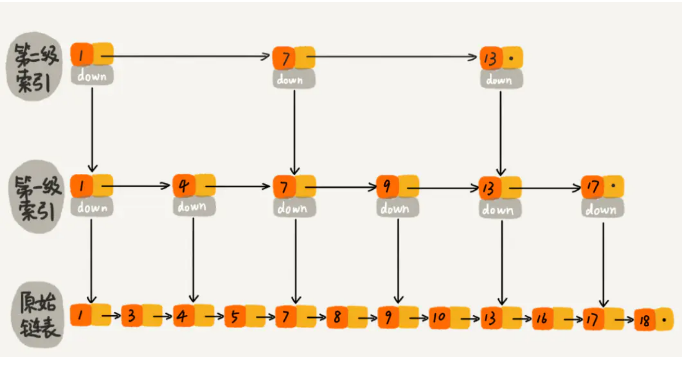 第二级
索引
1 7 13
down down down
第一级
索引
1 4 7 9 13 17
down down down down down down
原始
链表
1 3 4 5 7 8 9 10 13 16 17 18